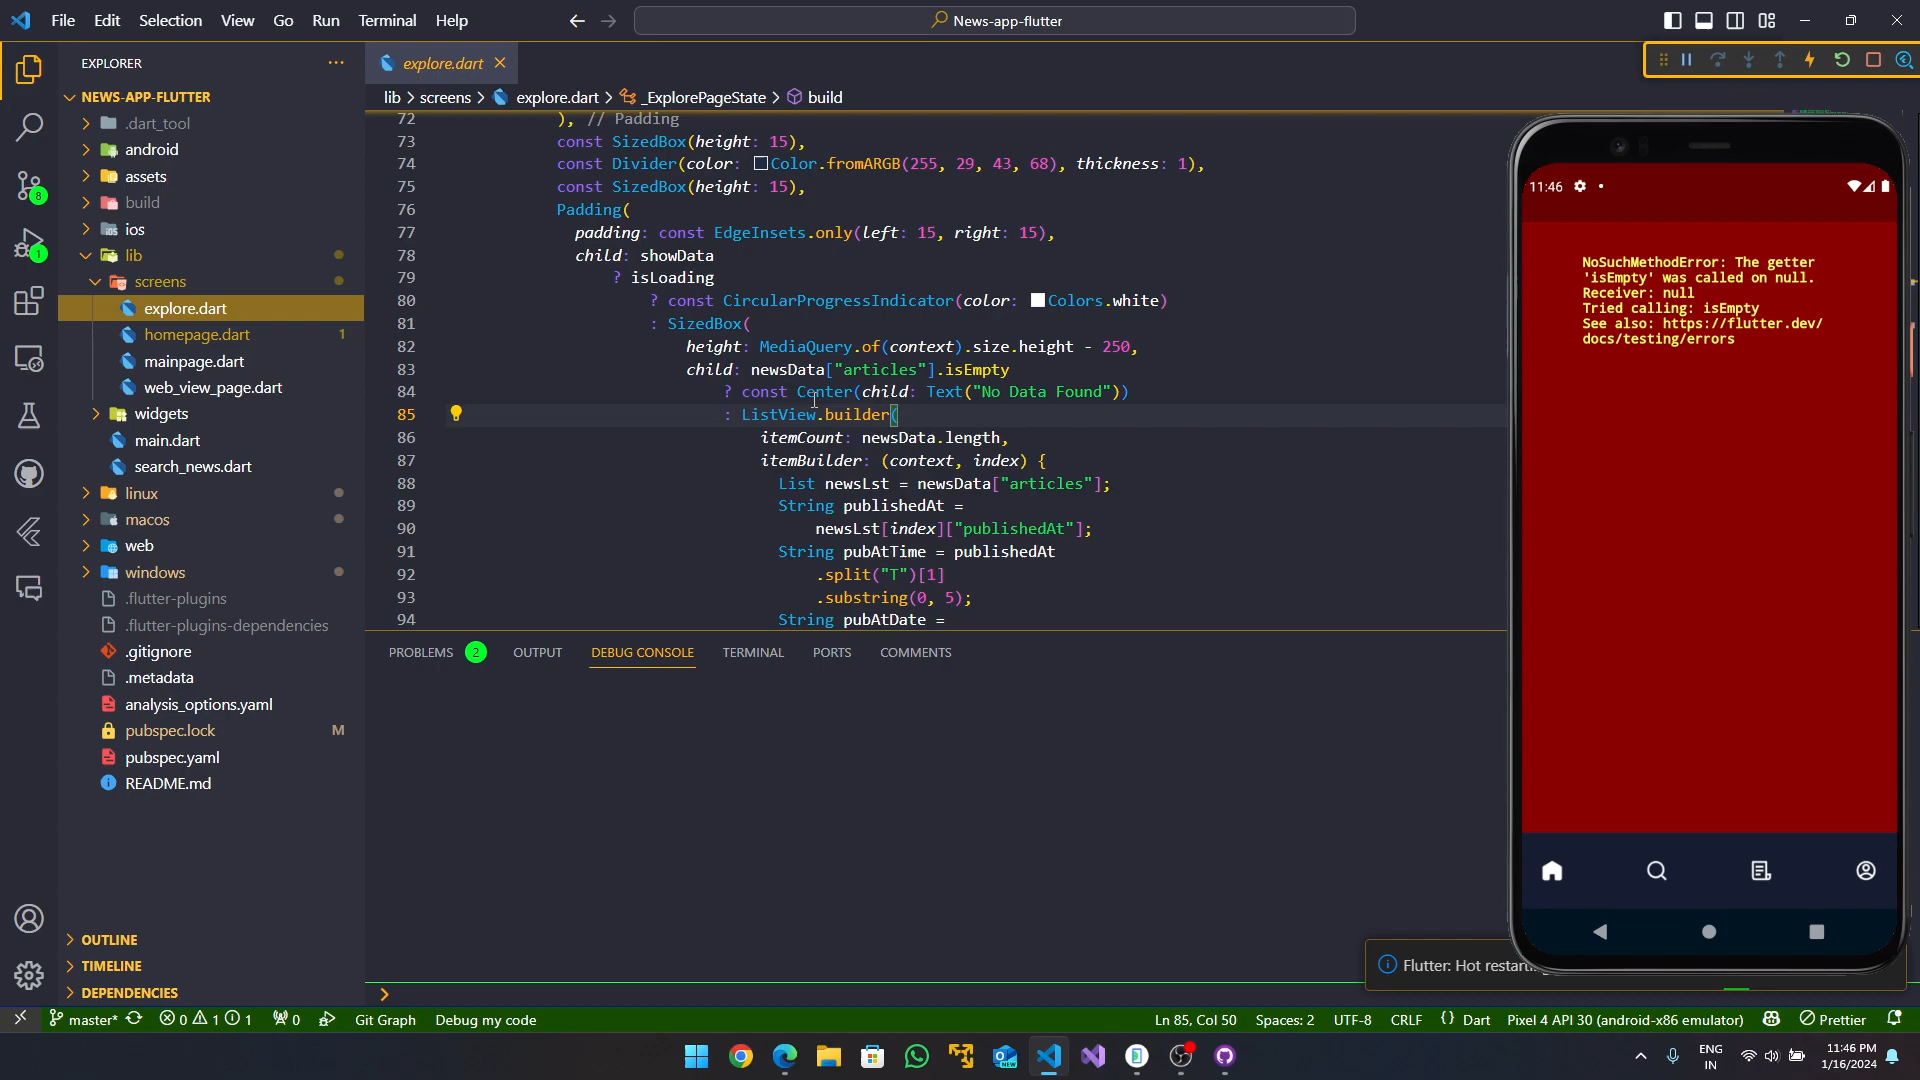 File Edit Selection View Go Run Terminal Help
News-app-flutter
EXPLORER
NEWS-APP-FLUTTER
.dart_tool
android
assets
build
ios
lib
screens
explore.dart
homepage.dart 1
mainpage.dart
web_view_page.dart
widgets
main.dart
search_news.dart
linux
macos
web
windows
.flutter-plugins
.flutter-plugins-dependencies
.gitignore
.metadata
analysis_options.yaml
pubspec.lock M
pubspec.yaml
README.md
OUTLINE
TIMELINE
DEPENDENCIES
8
1
explore.dart
lib > screens > explore.dart > _ExplorePageState > build
72 ), // Padding
73 const SizedBox(height: 15),
74 const Divider(color: Color.fromARGB(255, 29, 43, 68), thickness: 1),
75 const SizedBox(height: 15),
76 Padding(
77 padding: const EdgeInsets.only(left: 15, right: 15),
78 child: showData
79 ? isLoading
80 ? const CircularProgressIndicator(color: Colors.white)
81 : SizedBox(
82 height: MediaQuery.of(context).size.height - 250,
83 child: newsData["articles"].isEmpty
84 ? const Center(child: Text("No Data Found"))
85 : ListView.builder(
86 itemCount: newsData.length,
87 itemBuilder: (context, index) {
88 List newsLst = newsData["articles"];
89 String publishedAt =
90 newsLst[index]["publishedAt"];
91 String pubAtTime = publishedAt
92 .split("T")[1]
93 .substring(0, 5);
94 String pubAtDate =
PROBLEMS 2 OUTPUT DEBUG CONSOLE TERMINAL PORTS COMMENTS
11:46
NoSuchMethodError: The getter
'isEmpty' was called on null.
Receiver: null
Tried calling: isEmpty
See also: https://flutter.dev/
docs/testing/errors
Flutter: Hot restart...
master* 0 1 1 0 Git Graph Debug my code
Ln 85, Col 50 Spaces: 2 UTF-8 CRLF {} Dart Pixel 4 API 30 (android-x86 emulator) Prettier
NEW
ENG
IN
11:46 PM
1/16/2024